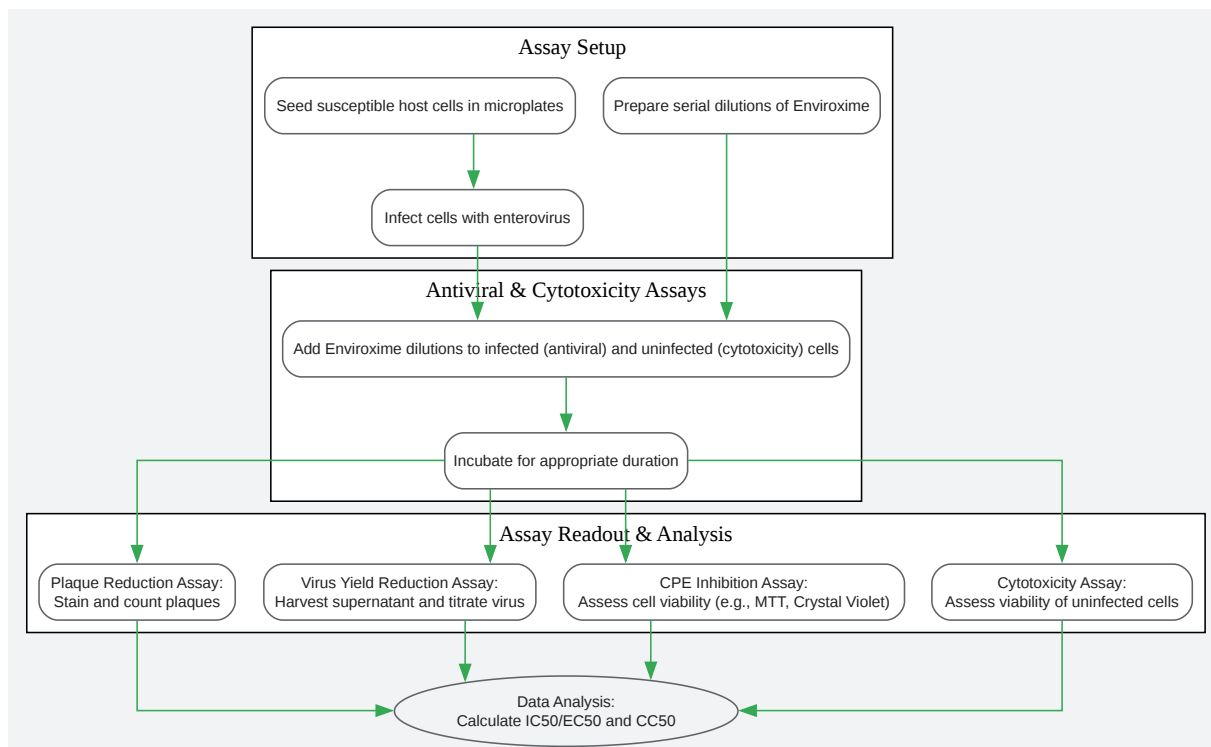 Assay Setup
Seed susceptible host cells in microplates
Prepare serial dilutions of Enviroxime
Infect cells with enterovirus
Antiviral & Cytotoxicity Assays
Add Enviroxime dilutions to infected (antiviral) and uninfected (cytotoxicity) cells
Incubate for appropriate duration
Assay Readout & Analysis
Plaque Reduction Assay:
Stain and count plaques
Virus Yield Reduction Assay:
Harvest supernatant and titrate virus
CPE Inhibition Assay:
Assess cell viability (e.g., MTT, Crystal Violet)
Cytotoxicity Assay:
Assess viability of uninfected cells
Data Analysis:
Calculate IC50/EC50 and CC50